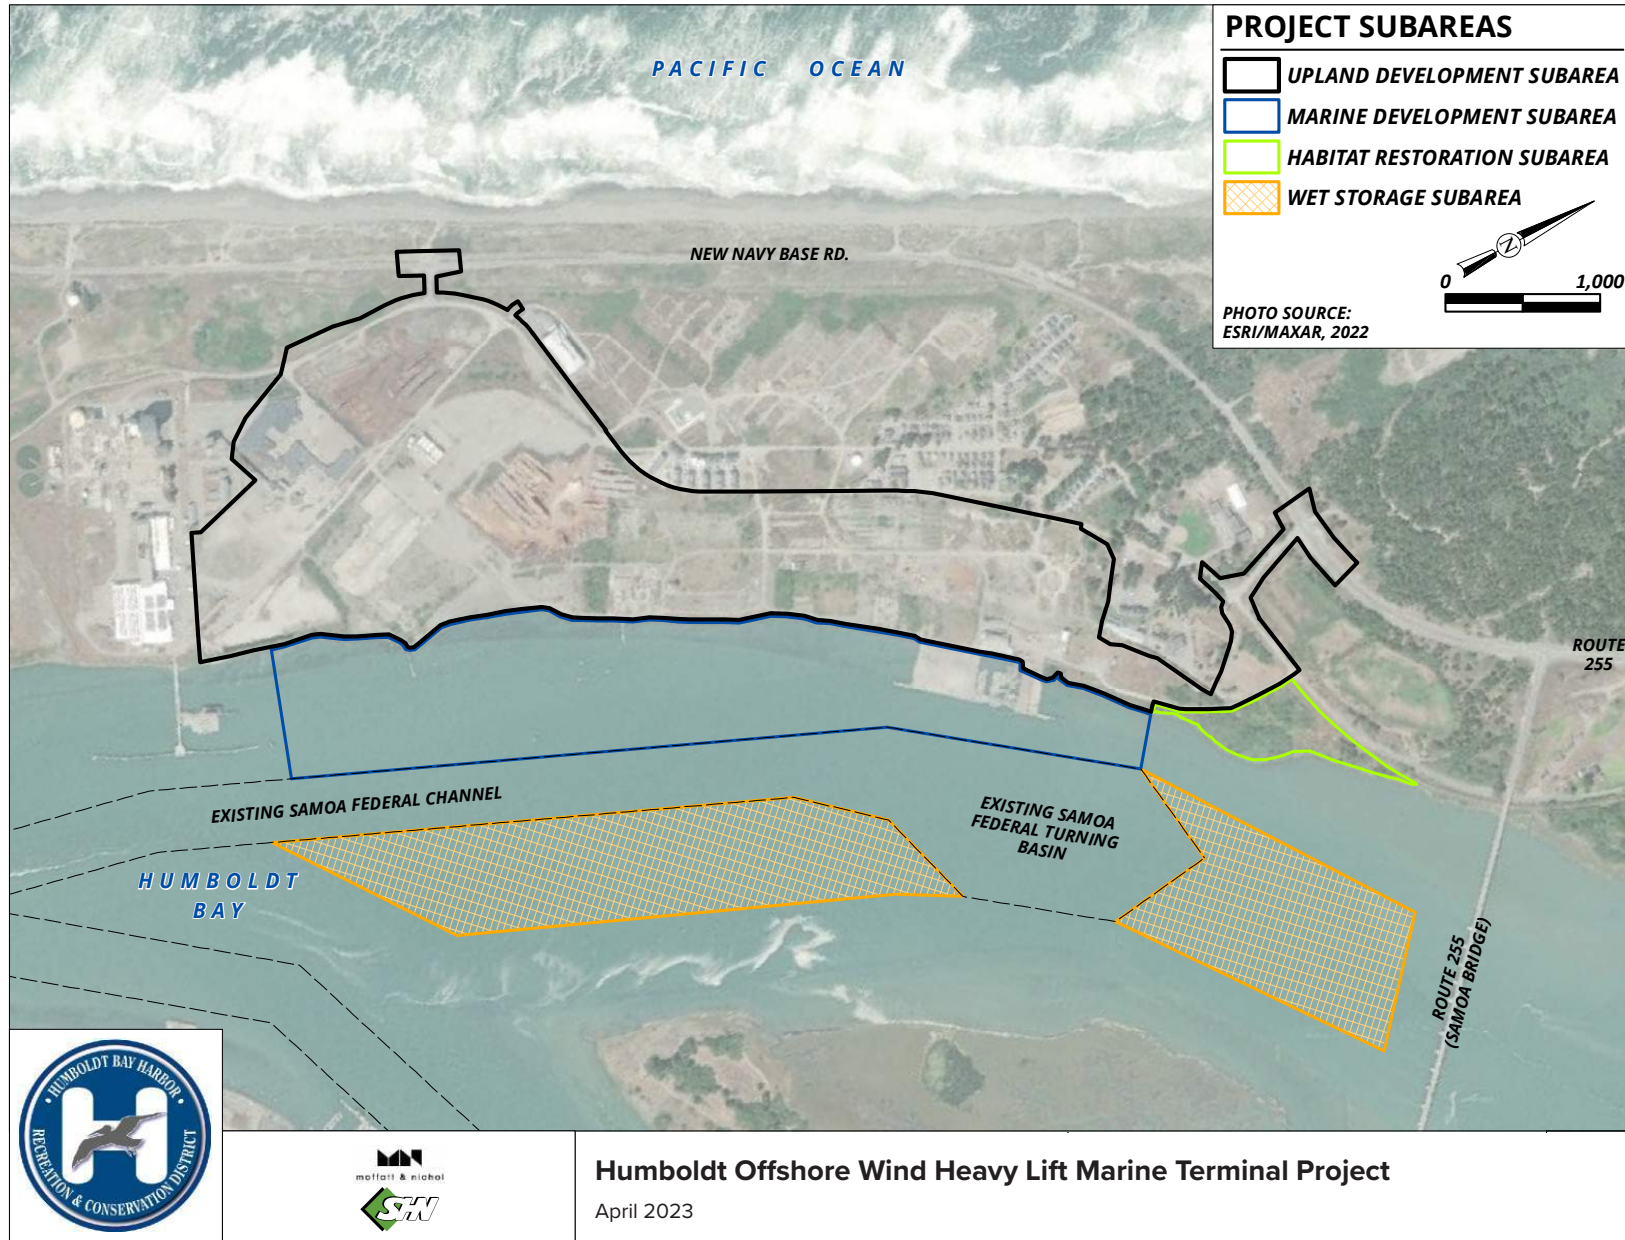 PACIFIC OCEAN
PROJECT SUBAREAS
UPLAND DEVELOPMENT SUBAREA
MARINE DEVELOPMENT SUBAREA
HABITAT RESTORATION SUBAREA
WET STORAGE SUBAREA
N
0 1,000
PHOTO SOURCE:
ESRI/MAXAR, 2022
NEW NAVY BASE RD.
ROUTE
255
EXISTING SAMOA FEDERAL CHANNEL
EXISTING SAMOA
FEDERAL TURNING
BASIN
HUMBOLDT
BAY
ROUTE 255
(SAMOA BRIDGE)
• HUMBOLDT BAY HARBOR •
RECREATION & CONSERVATION DISTRICT
H
moffatt & nichol
SHN
Humboldt Offshore Wind Heavy Lift Marine Terminal Project
April 2023